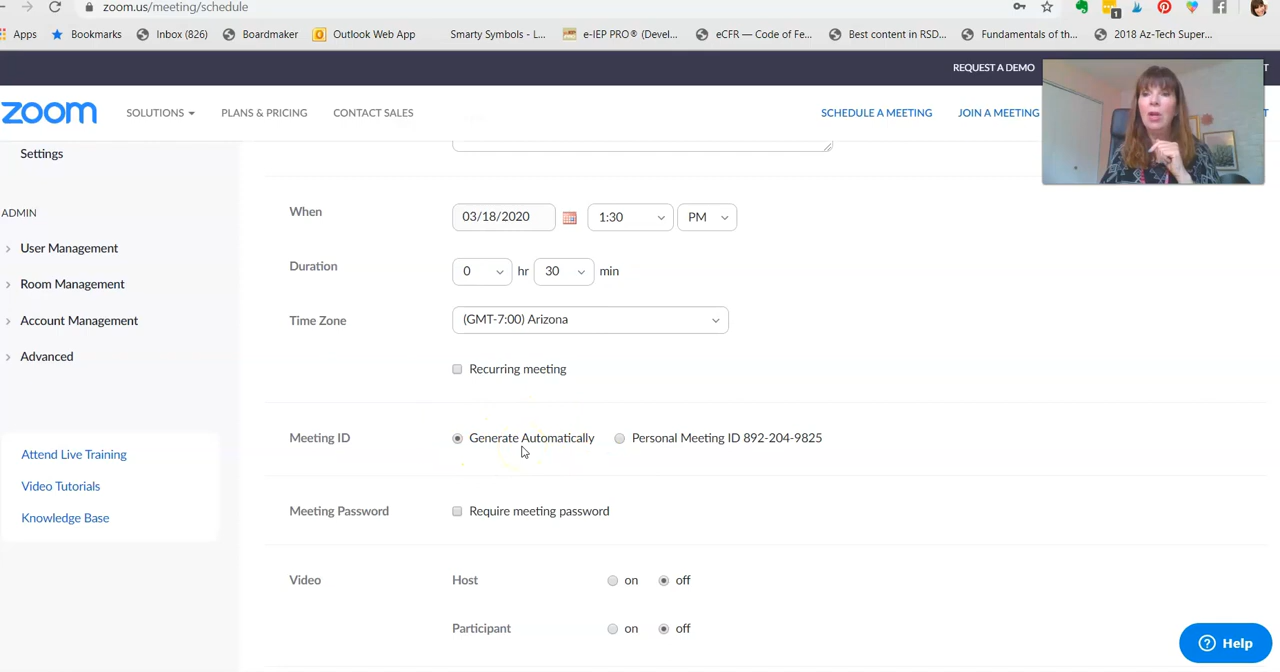 zoom.us/meeting/schedule
1
Apps Bookmarks Inbox (826) Boardmaker Outlook Web App Smarty Symbols - L... e-IEP PRO® (Devel... eCFR — Code of Fe... Best content in RSD... Fundamentals of th... 2018 Az-Tech Super...
REQUEST A DEMO
zoom SOLUTIONS PLANS & PRICING CONTACT SALES SCHEDULE A MEETING JOIN A MEETING
Settings
When 03/18/2020 1:30 PM
ADMIN
User Management
Duration 0 hr 30 min
Room Management
Time Zone (GMT-7:00) Arizona
Account Management
Advanced
Recurring meeting
Meeting ID Generate Automatically Personal Meeting ID 892-204-9825
Attend Live Training
Video Tutorials
Knowledge Base
Meeting Password Require meeting password
Video Host on off
Participant on off
Help